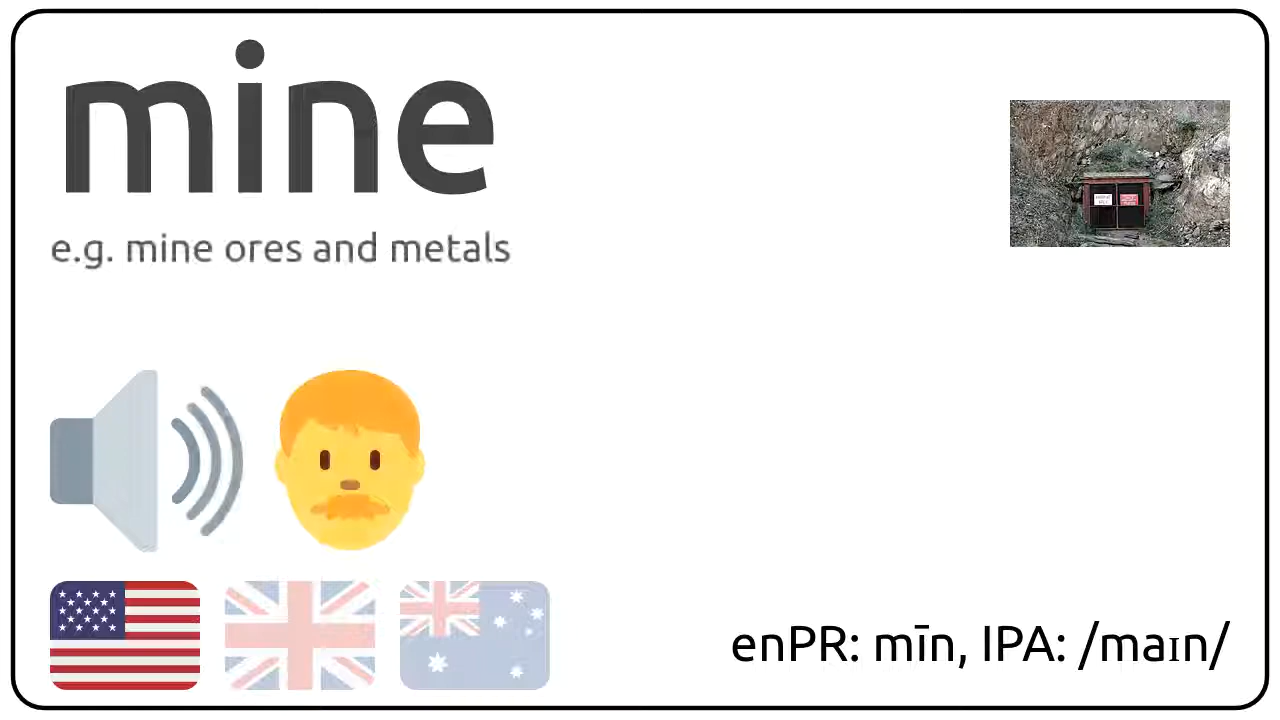 mine
e.g. mine ores and metals
enPR: mīn, IPA: /maɪn/